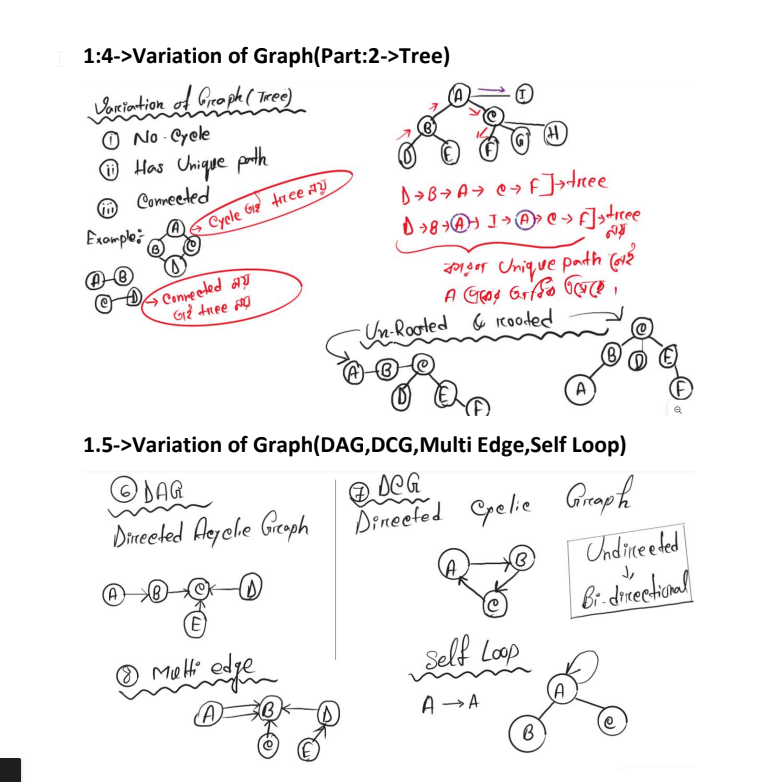 1:4->Variation of Graph(Part:2->Tree)
Variation of Graph (Tree)
i No-Cycle
ii Has Unique path
iii Connected
Example:
A
B C
D
→ Cycle তাই tree নয়
A B
C D
→ Connected নয়
তাই tree নয়
A → I
B C
D E F G H
D→B→A→C→F]→tree
D→B→A→I→A→C→F]→tree
নয়
কারণ Unique path নেই
Un-Rooted & rooted
A B C
D E F
C
B D E
A F
1.5->Variation of Graph(DAG,DCG,Multi Edge,Self Loop)
6 DAG
Directed Acyclic Graph
A B C D
E
7 DCG
Directed Cyclic Graph
A B
C
Undirected
↓
Bi-directional
8 Multi edge
A B D
C E
Self Loop
A → A
A
B C